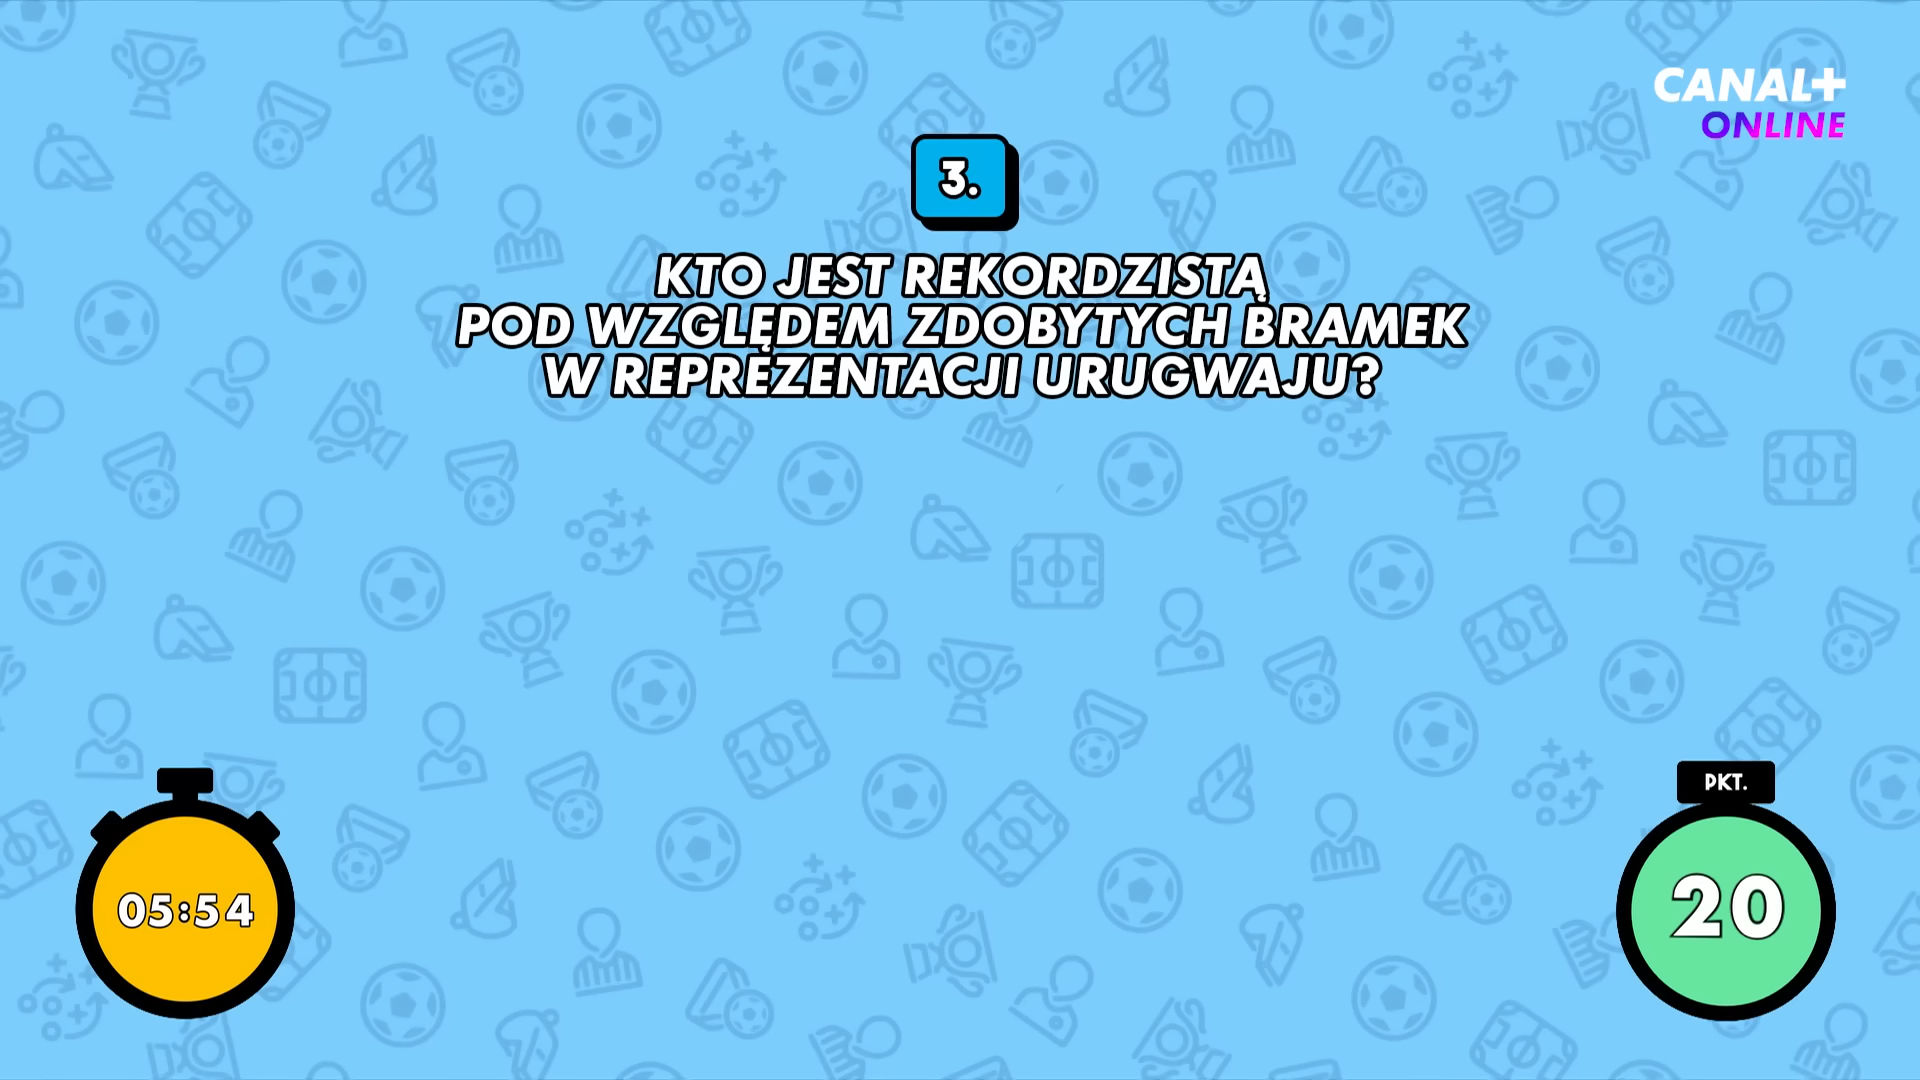 CANAL+
ONLINE
3.
KTO JEST REKORDZISTĄ
POD WZGLĘDEM ZDOBYTYCH BRAMEK
W REPREZENTACJI URUGWAJU?
PKT.
05:54
20